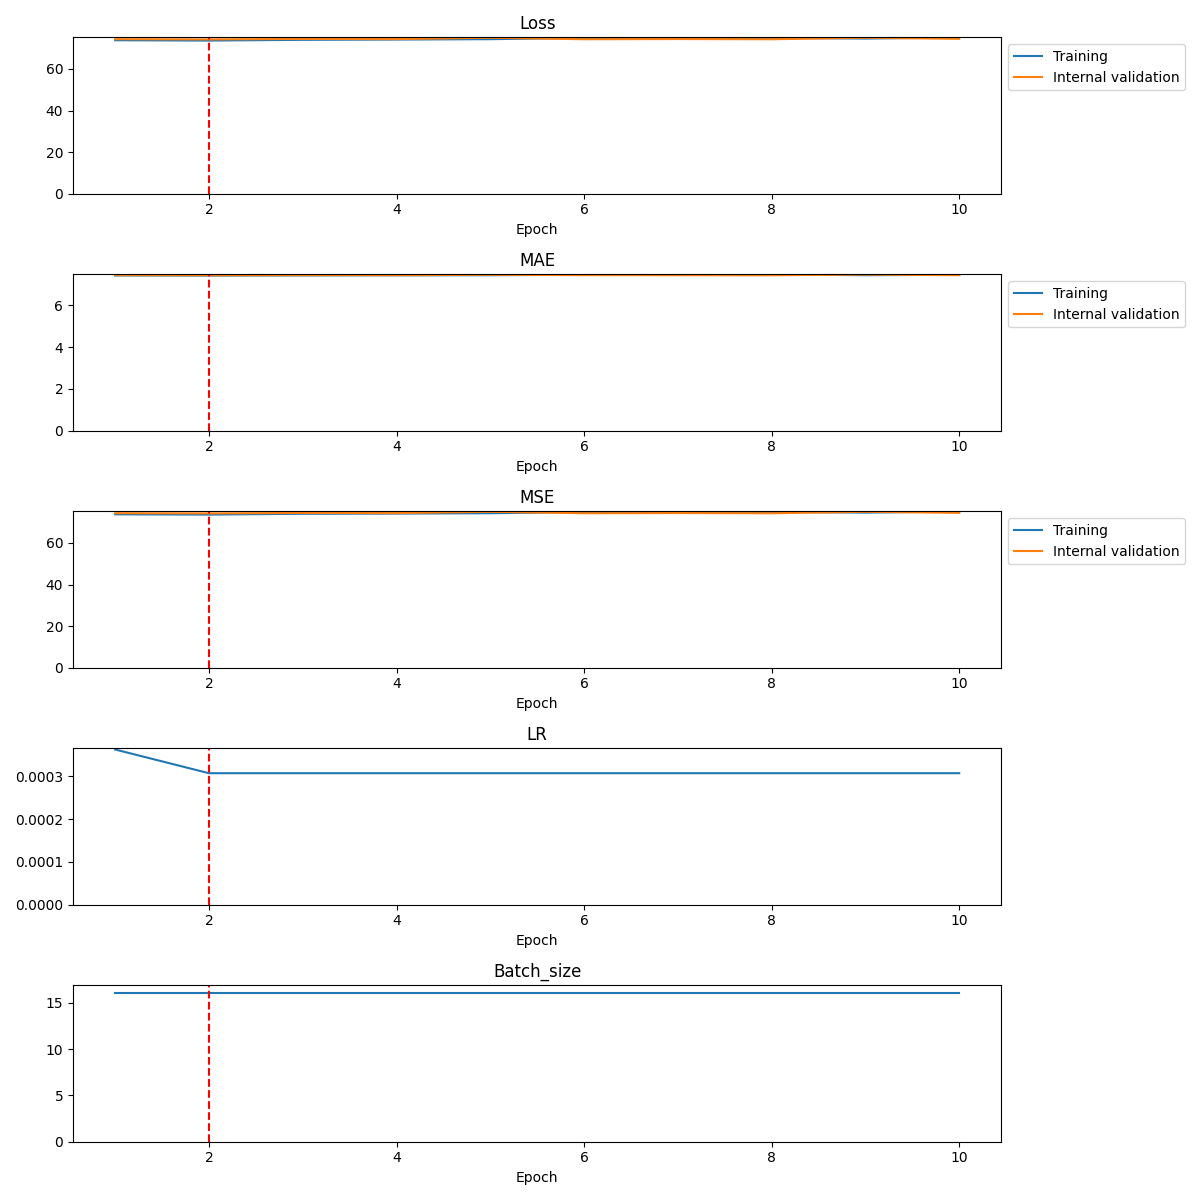 Loss
60
40
20
0
2 4 6 8 10
Epoch
Training
Internal validation
MAE
6
4
2
0
2 4 6 8 10
Epoch
Training
Internal validation
MSE
60
40
20
0
2 4 6 8 10
Epoch
Training
Internal validation
LR
0.0003
0.0002
0.0001
0.0000
2 4 6 8 10
Epoch
Batch_size
15
10
5
0
2 4 6 8 10
Epoch